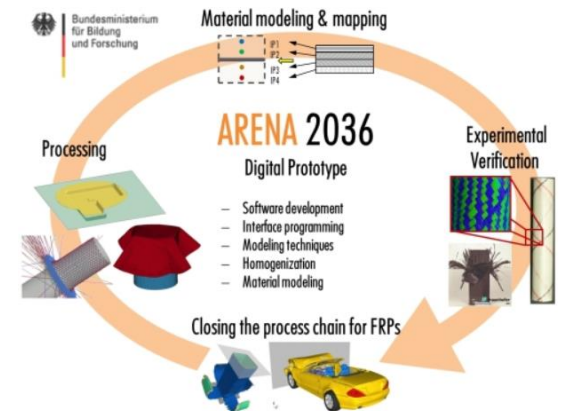 Bundesministerium
für Bildung
und Forschung
Material modeling & mapping
IP1
IP2
IP3
IP4
ARENA 2036
Digital Prototype
Processing
Experimental
Verification
– Software development
– Interface programming
– Modeling techniques
– Homogenization
– Material modeling
Closing the process chain for FRPs